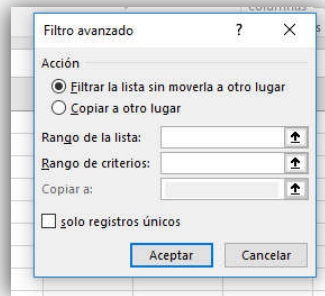 columnas
Filtro avanzado ? ×
Acción
Filtrar la lista sin moverla a otro lugar
Copiar a otro lugar
Rango de la lista:
Rango de criterios:
Copiar a:
solo registros únicos
Aceptar Cancelar